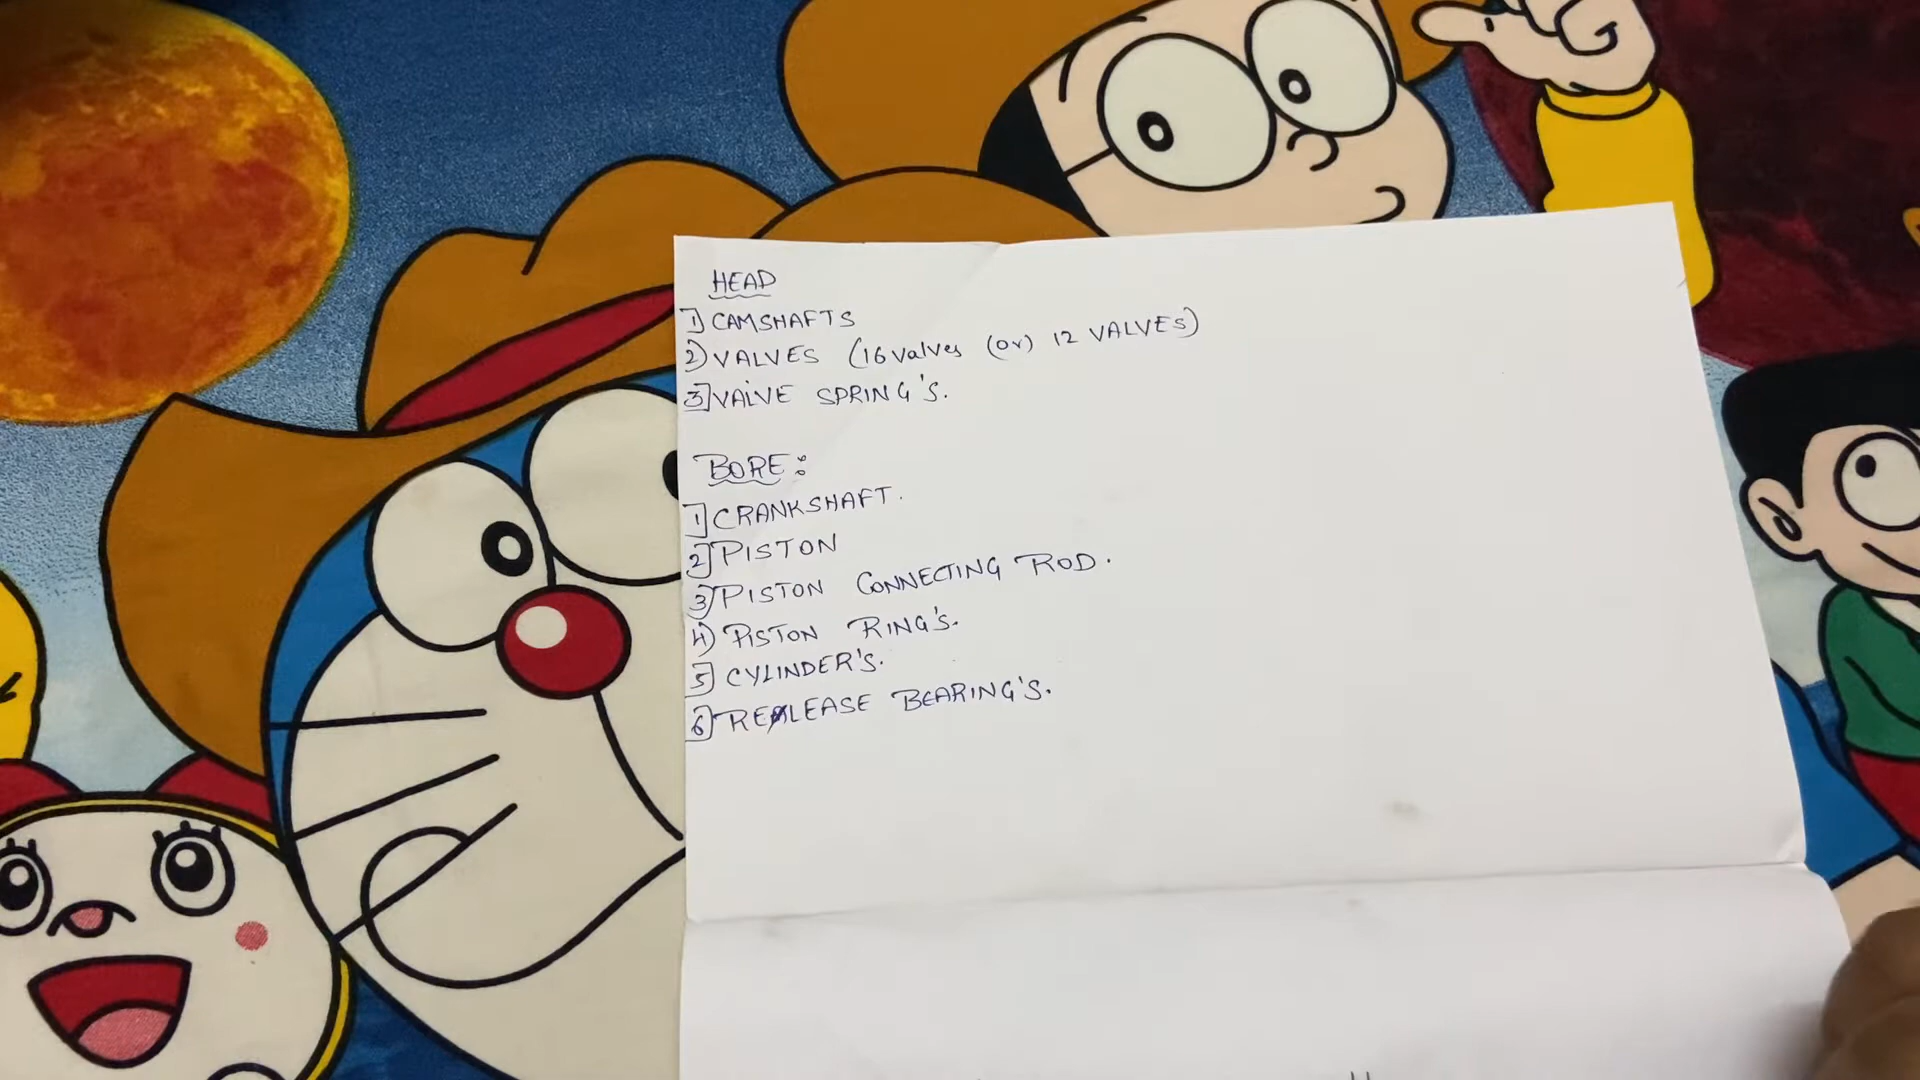 HEAD
1] CAMSHAFTS
2) VALVES (16 valves (or) 12 VALVES)
3] VALVE SPRING'S.
BORE:
1] CRANKSHAFT.
2] PISTON
3] PISTON CONNECTING ROD.
4) PISTON RING'S.
5] CYLINDER'S.
6] RELEASE BEARING'S.